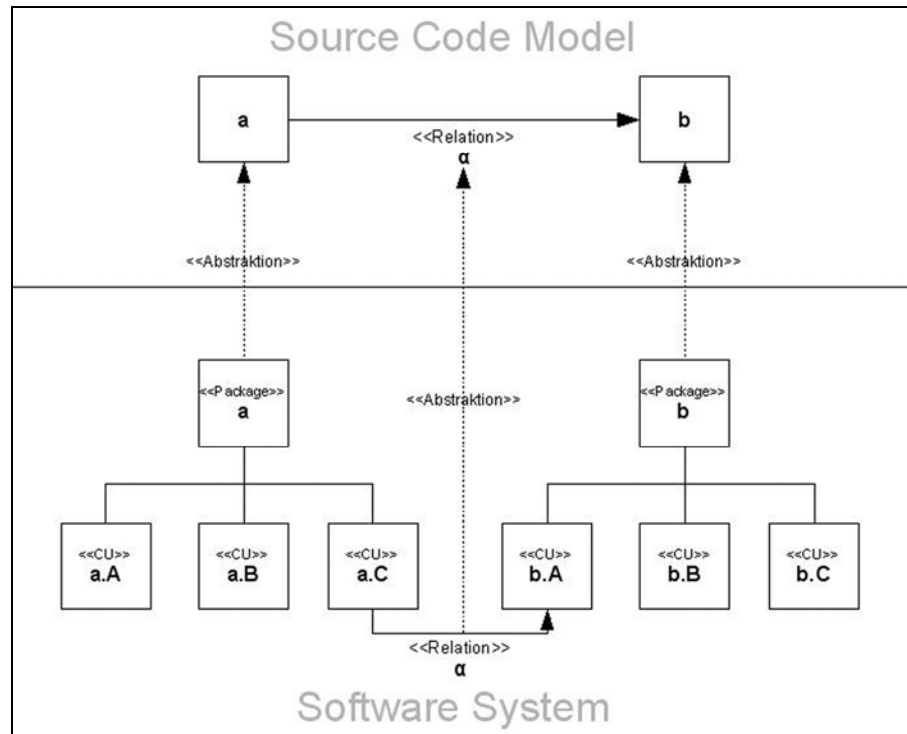 Source Code Model
a
b
<<Relation>>
α
<<Abstraktion>>
<<Abstraktion>>
<<Package>>
a
<<Abstraktion>>
<<Package>>
b
<<CU>>
a.A
<<CU>>
a.B
<<CU>>
a.C
<<CU>>
b.A
<<CU>>
b.B
<<CU>>
b.C
<<Relation>>
α
Software System